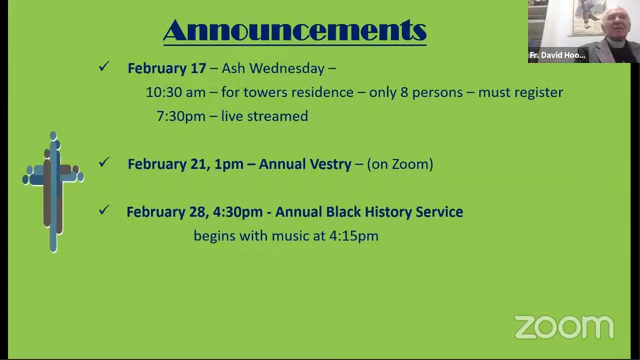 Announcements
Fr. David Hoo...
✓ February 17 – Ash Wednesday –
10:30 am – for towers residence – only 8 persons – must register
7:30pm – live streamed
✓ February 21, 1pm – Annual Vestry – (on Zoom)
✓ February 28, 4:30pm - Annual Black History Service
begins with music at 4:15pm
zoom